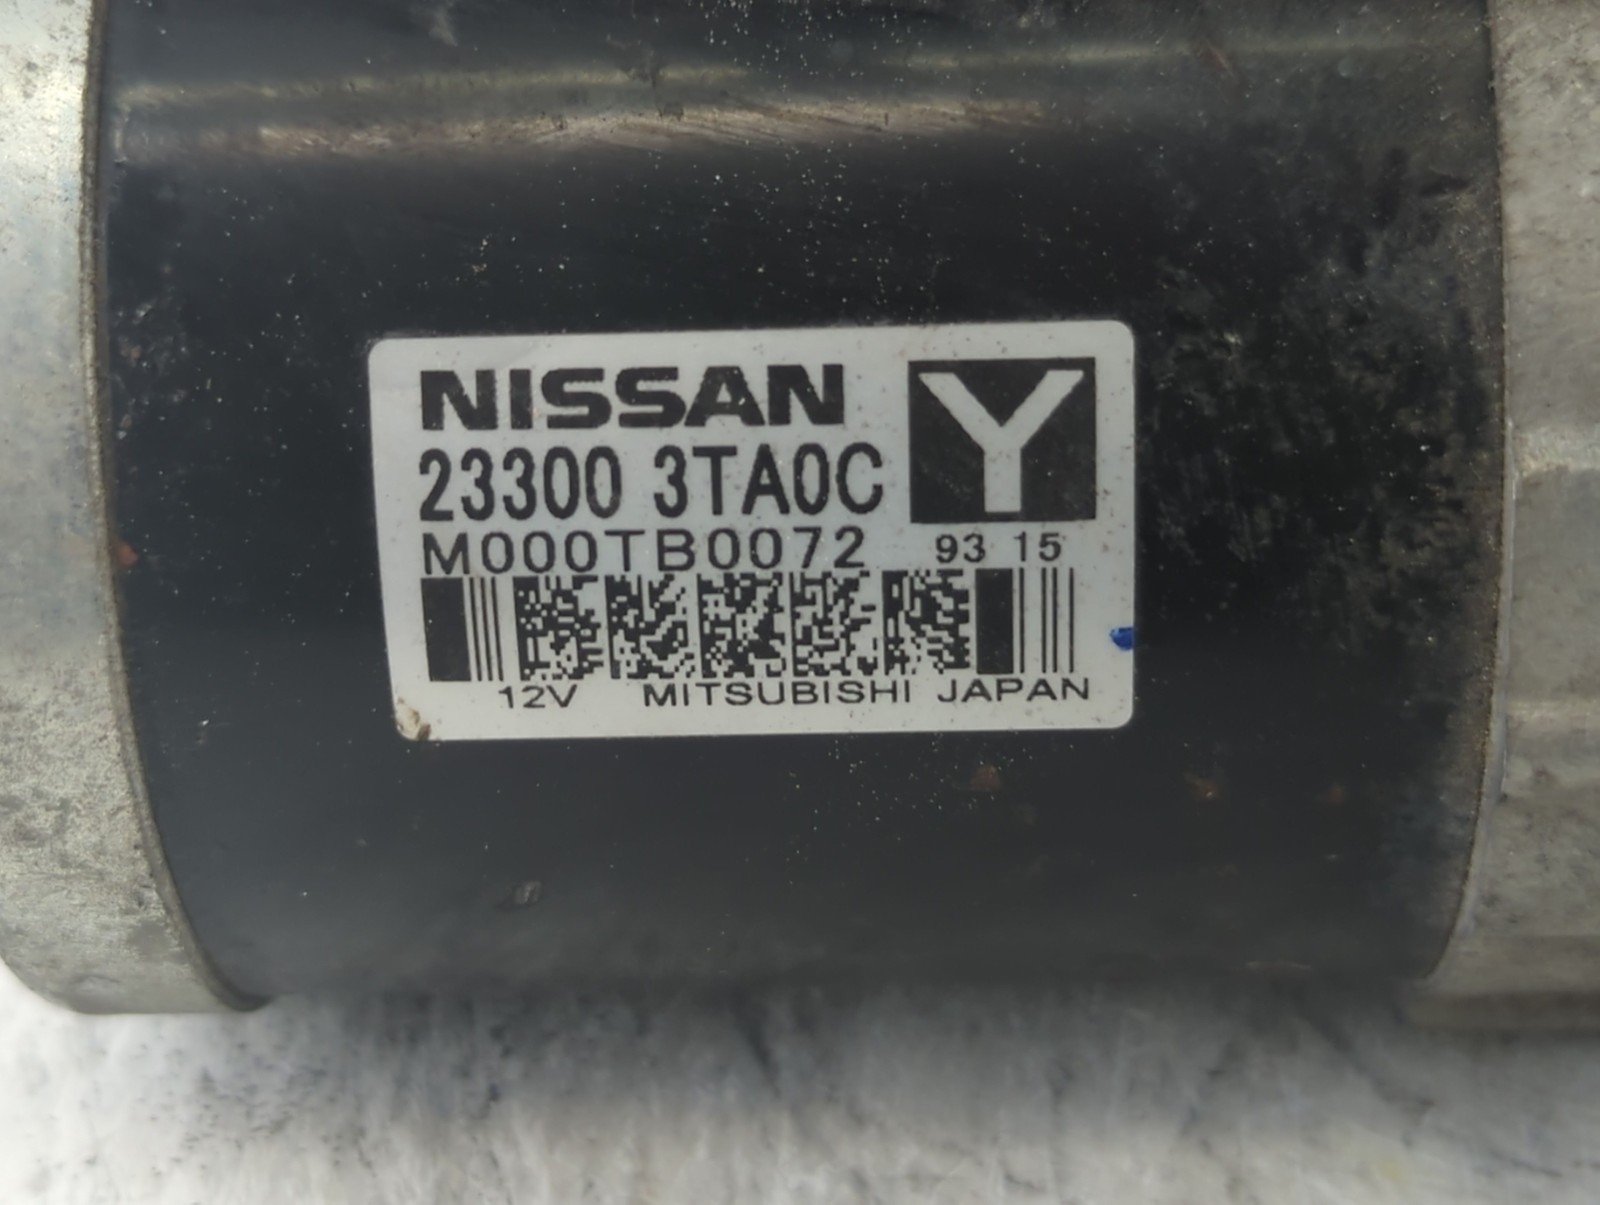 NISSAN
Y
23300 3TA0C
M000TB0072 93 15
12V MITSUBISHI JAPAN